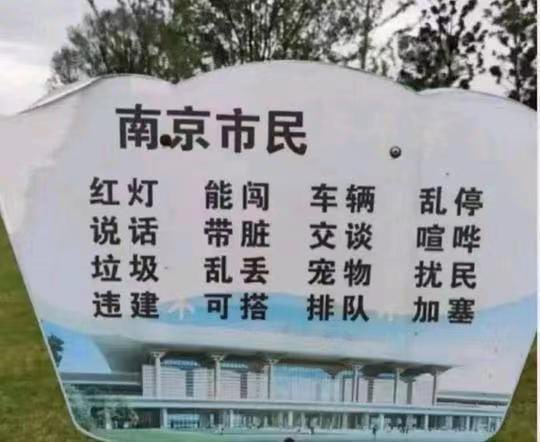 南京市民
红灯 能闯 车辆 乱停
说话 带脏 交谈 喧哗
垃圾 乱丢 宠物 扰民
违建 可搭 排队 加塞